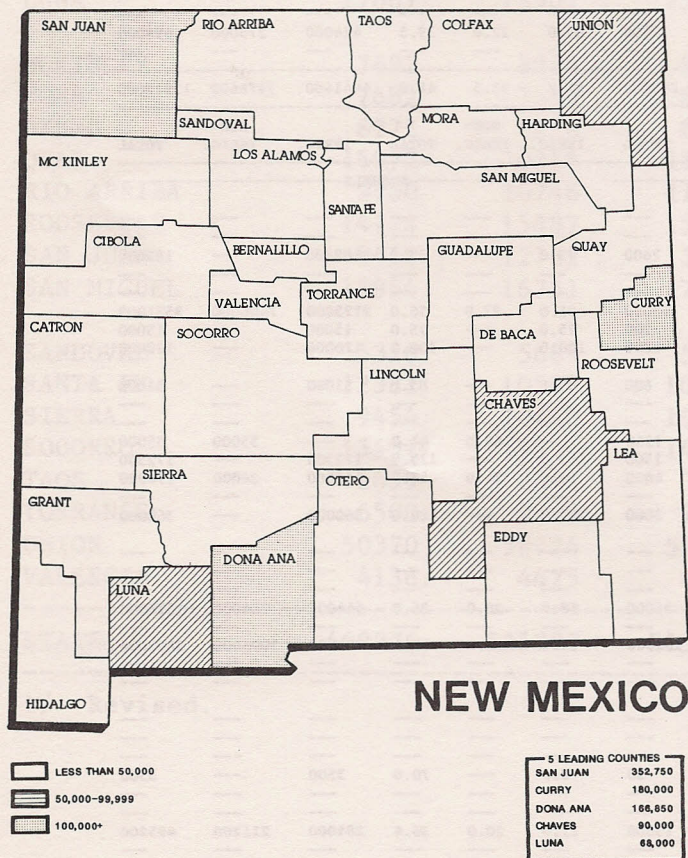 SAN JUAN
RIO ARRIBA
TAOS
COLFAX
UNION
SANDOVAL
MORA
HARDING
LOS ALAMOS
MC KINLEY
SAN MIGUEL
SANTA FE
CIBOLA
BERNALILLO
GUADALUPE
QUAY
VALENCIA
TORRANCE
CURRY
CATRON
SOCORRO
DE BACA
ROOSEVELT
LINCOLN
CHAVES
LEA
SIERRA
OTERO
GRANT
EDDY
DONA ANA
LUNA
HIDALGO
NEW MEXICO
LESS THAN 50,000
50,000-99,999
100,000+
5 LEADING COUNTIES
SAN JUAN 352,750
CURRY 180,000
DONA ANA 166,850
CHAVES 90,000
LUNA 68,000